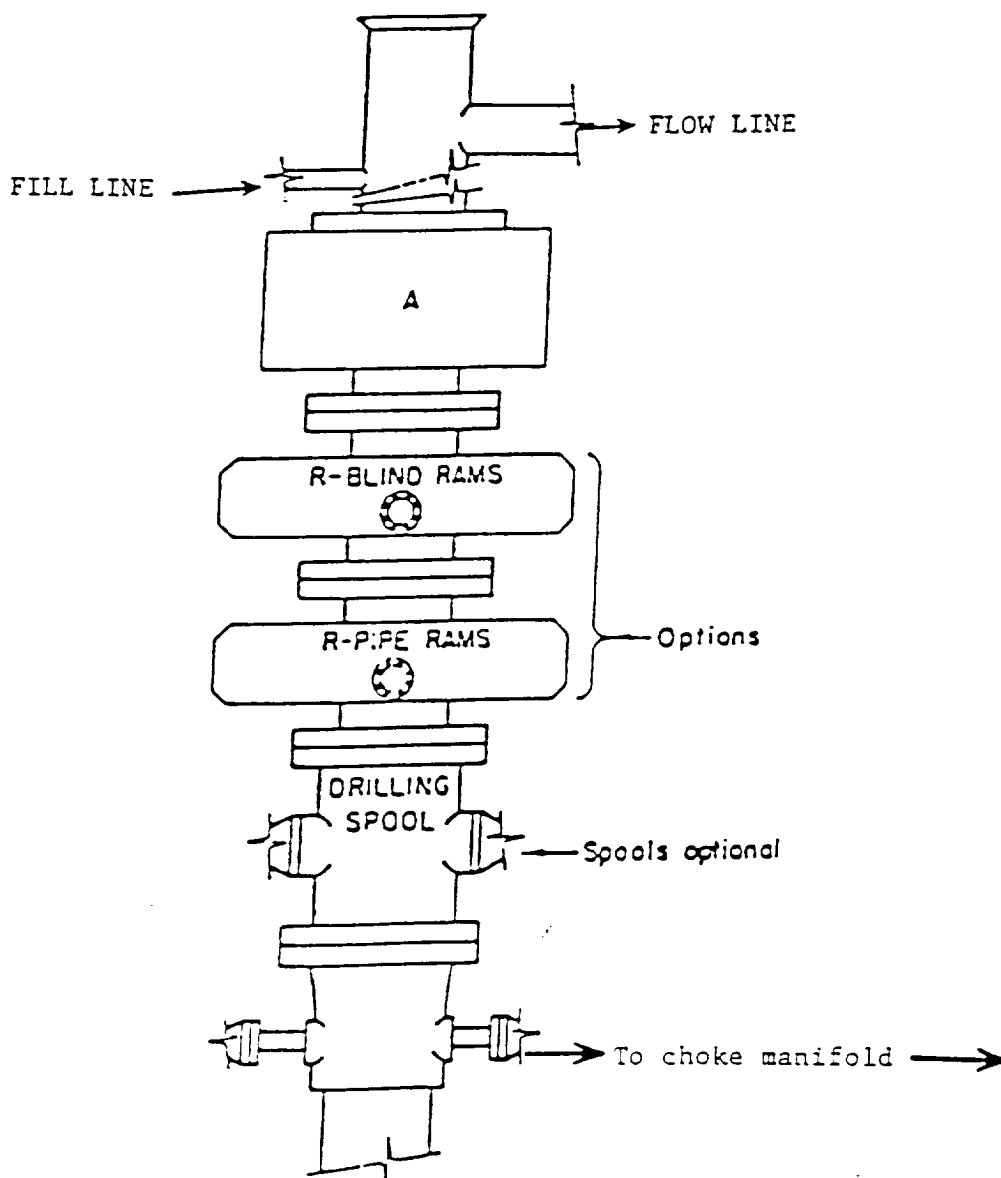 FLOW LINE
FILL LINE
A
R-BLIND RAMS
R-PIPE RAMS
Options
DRILLING
SPOOL
Spools optional
To choke manifold